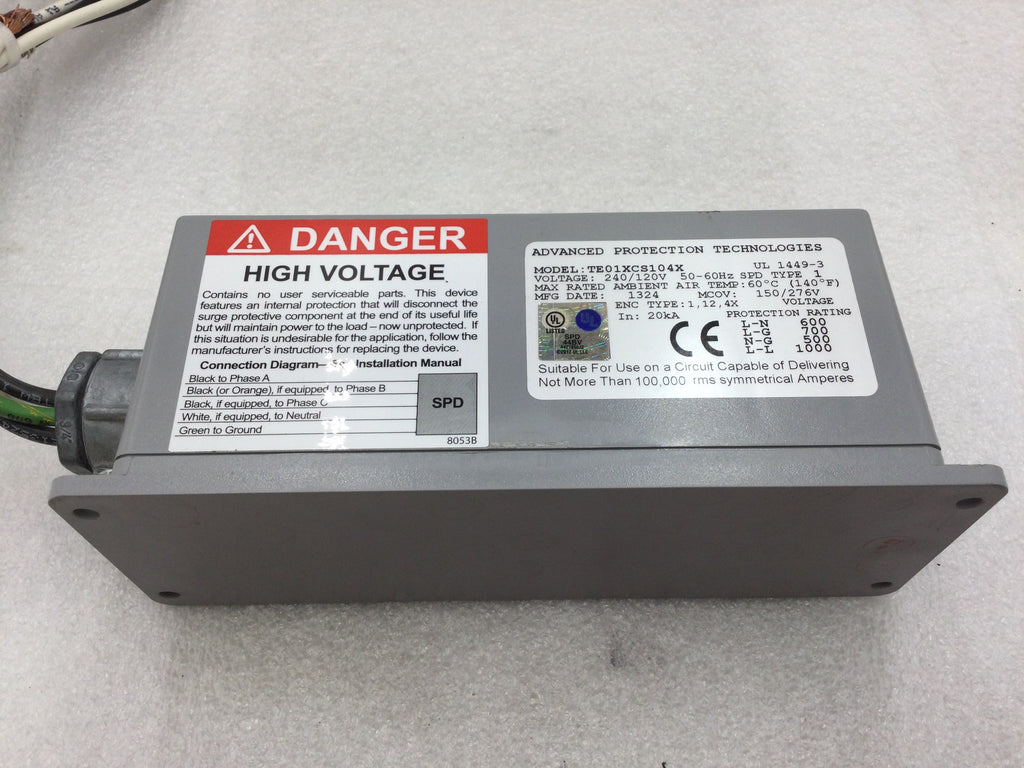 DANGER
HIGH VOLTAGE
Contains no user serviceable parts. This device
features an internal protection that will disconnect the
surge protective component at the end of its useful life
but will maintain power to the load – now unprotected. If
this situation is undesirable for the application, follow the
manufacturer's instructions for replacing the device.
Connection Diagram– See Installation Manual
Black to Phase A
Black (or Orange), if equipped, to Phase B
Black, if equipped, to Phase C
White, if equipped, to Neutral
Green to Ground
SPD
8053B
ADVANCED PROTECTION TECHNOLOGIES
MODEL:TE01XCS104X UL 1449-3
VOLTAGE: 240/120V 50-60Hz SPD TYPE 1
MAX RATED AMBIENT AIR TEMP:60°C (140°F)
MFG DATE: 1324 MCOV: 150/276V
ENC TYPE:1,12,4X VOLTAGE
In: 20kA PROTECTION RATING
L-N 600
L-G 700
N-G 500
L-L 1000
UL
LISTED
UL
SPD
44BV
CE
Suitable For Use on a Circuit Capable of Delivering
Not More Than 100,000 rms symmetrical Amperes